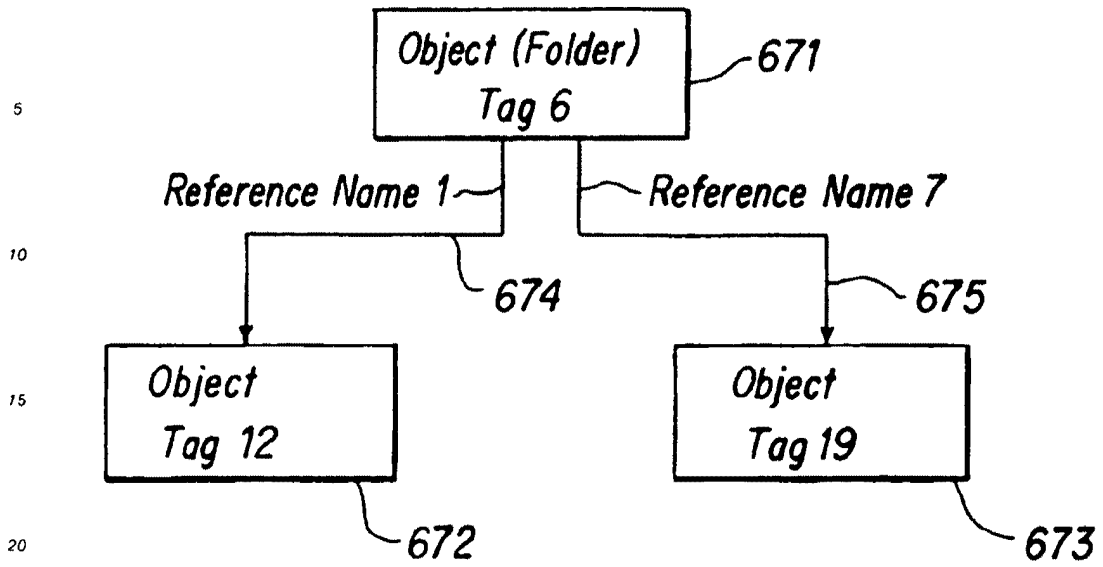 Object (Folder)
Tag 6
671
5
Reference Name 1
Reference Name 7
10
674
675
Object
Tag 12
15
Object
Tag 19
672
673
20